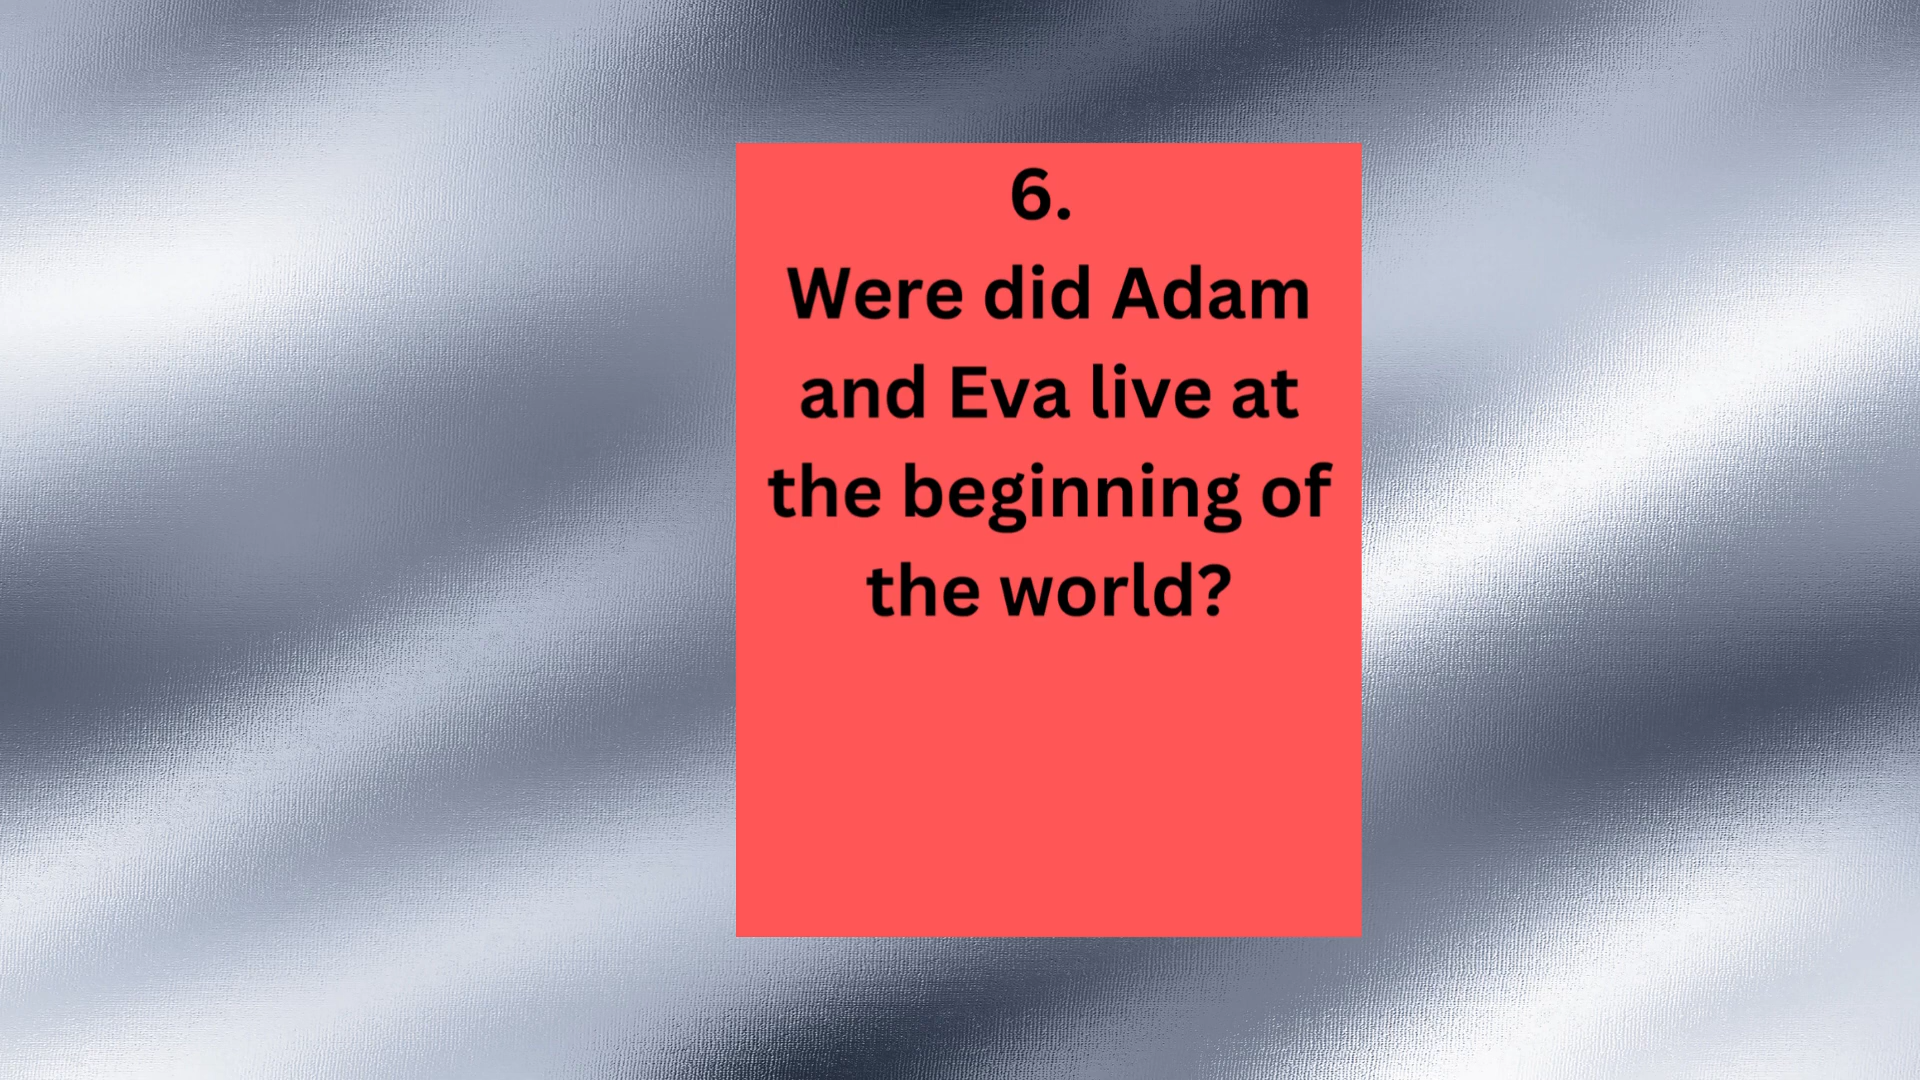 6.
Were did Adam
and Eva live at
the beginning of
the world?